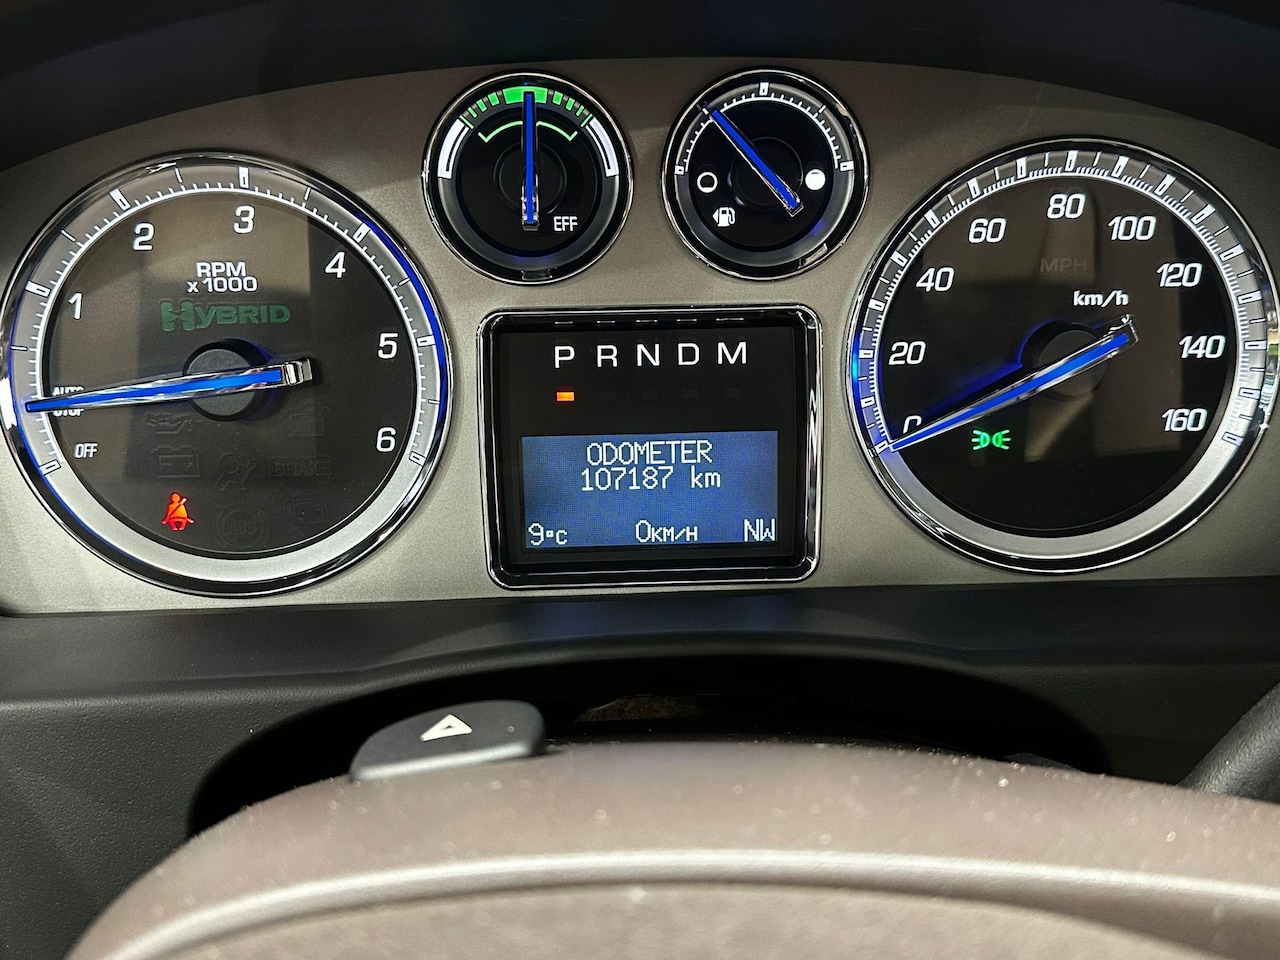 EFF
1
2
3
4
5
6
RPM
x 1000
HYBRID
AUTO
STOP
OFF
BRAKE
P R N D M
ODOMETER
107187 km
9°C 0KM/H NW
0
20
40
60
80
100
120
140
160
MPH
km/h